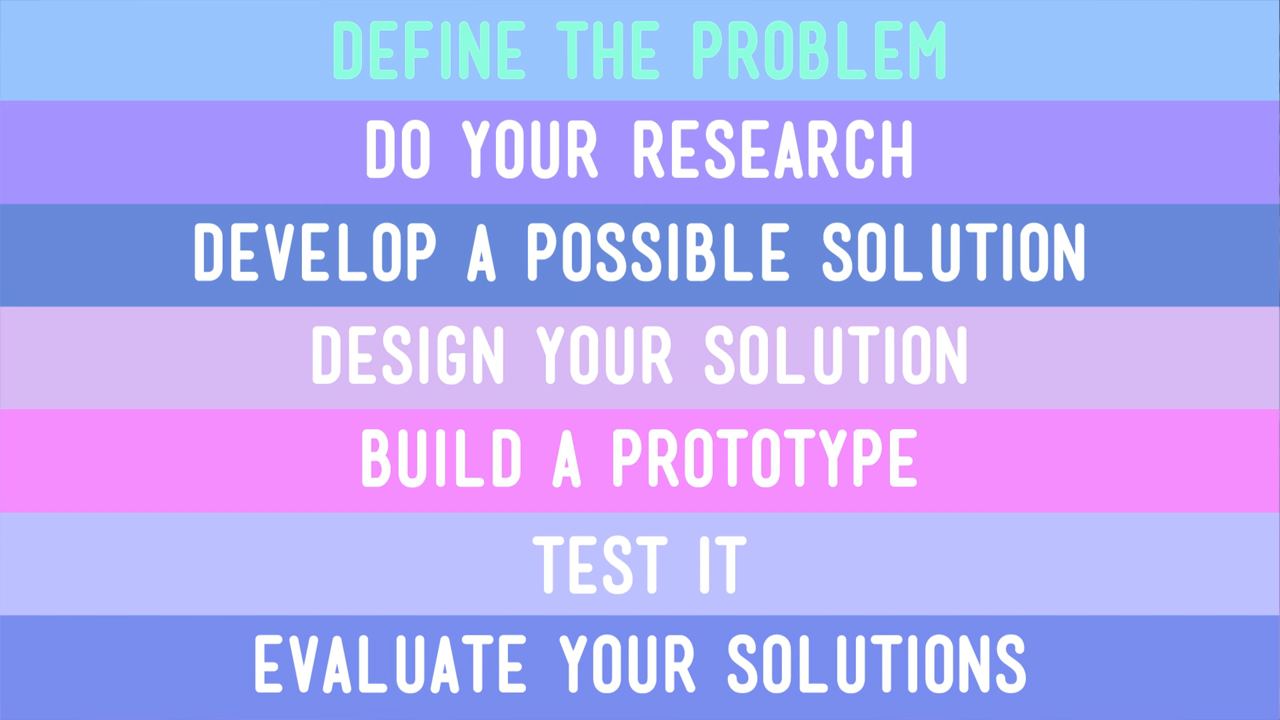 DEFINE THE PROBLEM
DO YOUR RESEARCH
DEVELOP A POSSIBLE SOLUTION
DESIGN YOUR SOLUTION
BUILD A PROTOTYPE
TEST IT
EVALUATE YOUR SOLUTIONS